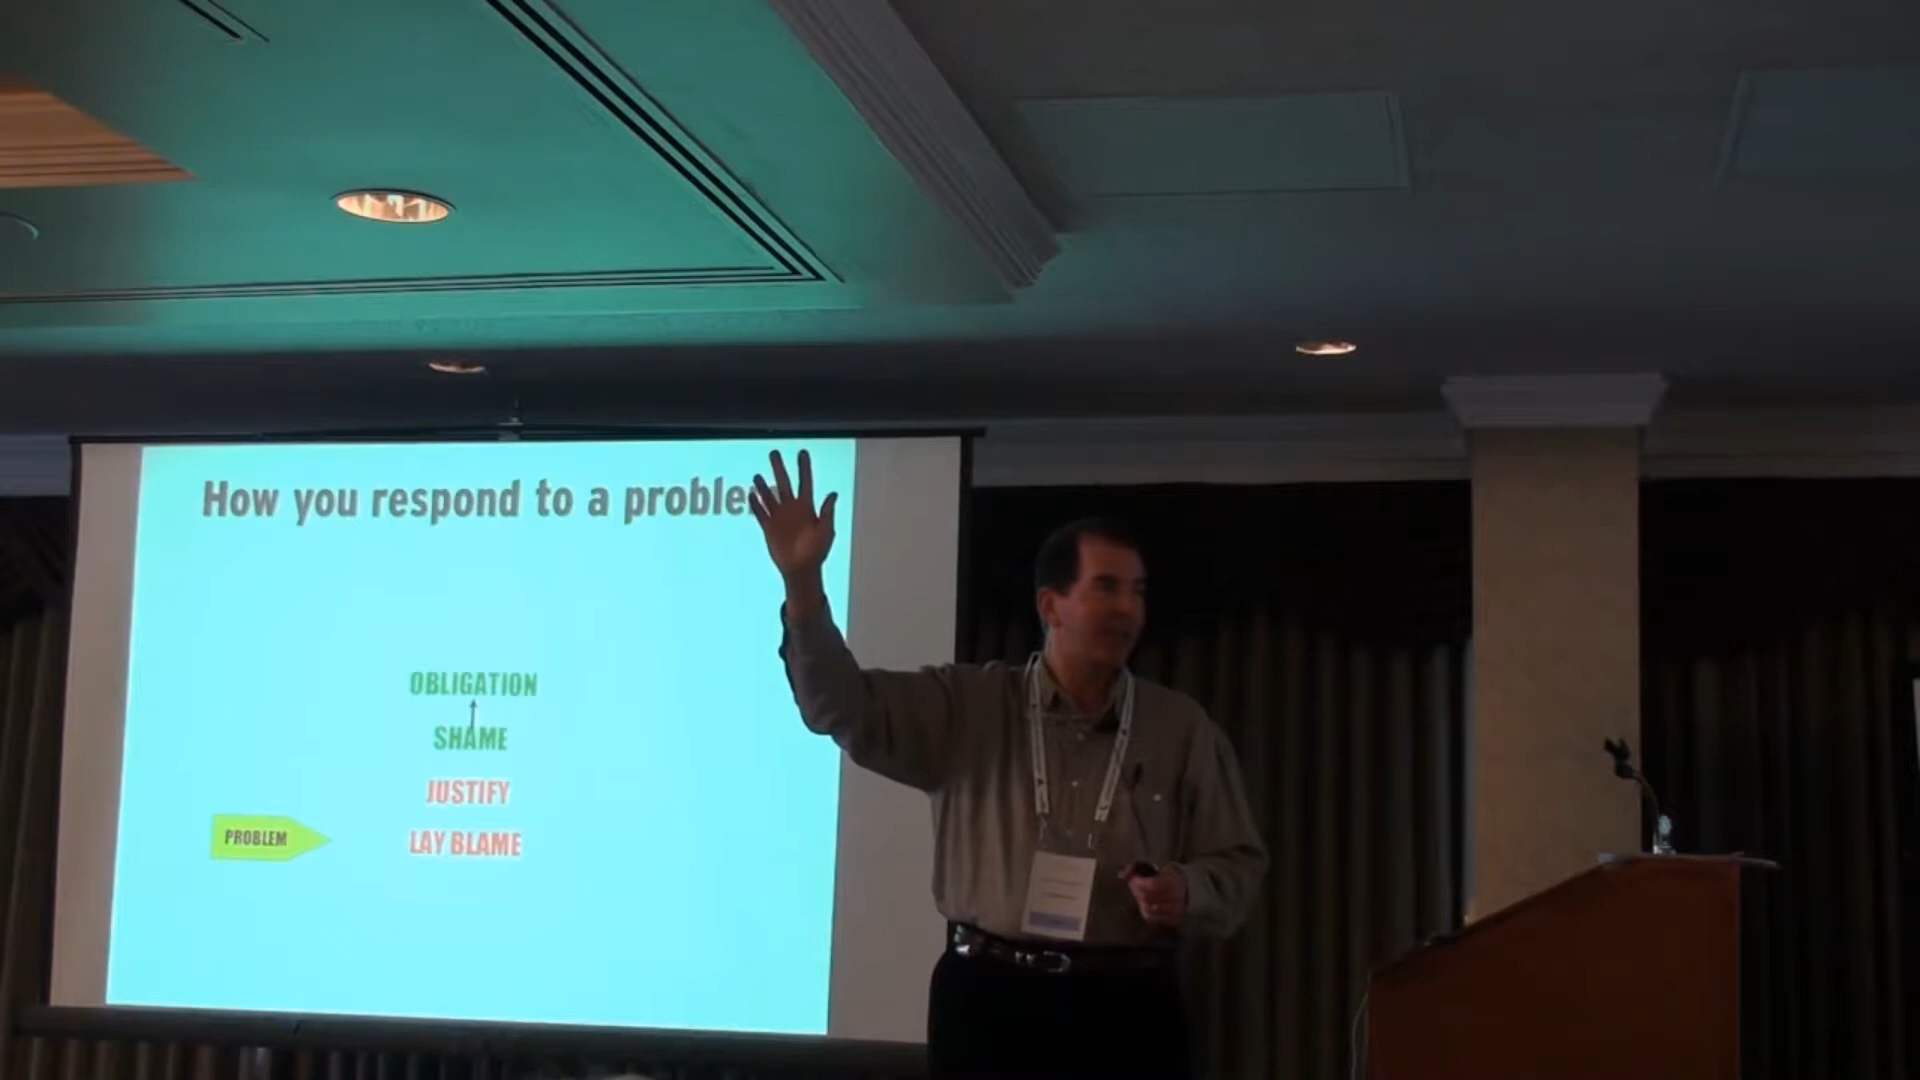 How you respond to a proble
OBLIGATION
SHAME
JUSTIFY
PROBLEM
LAY BLAME